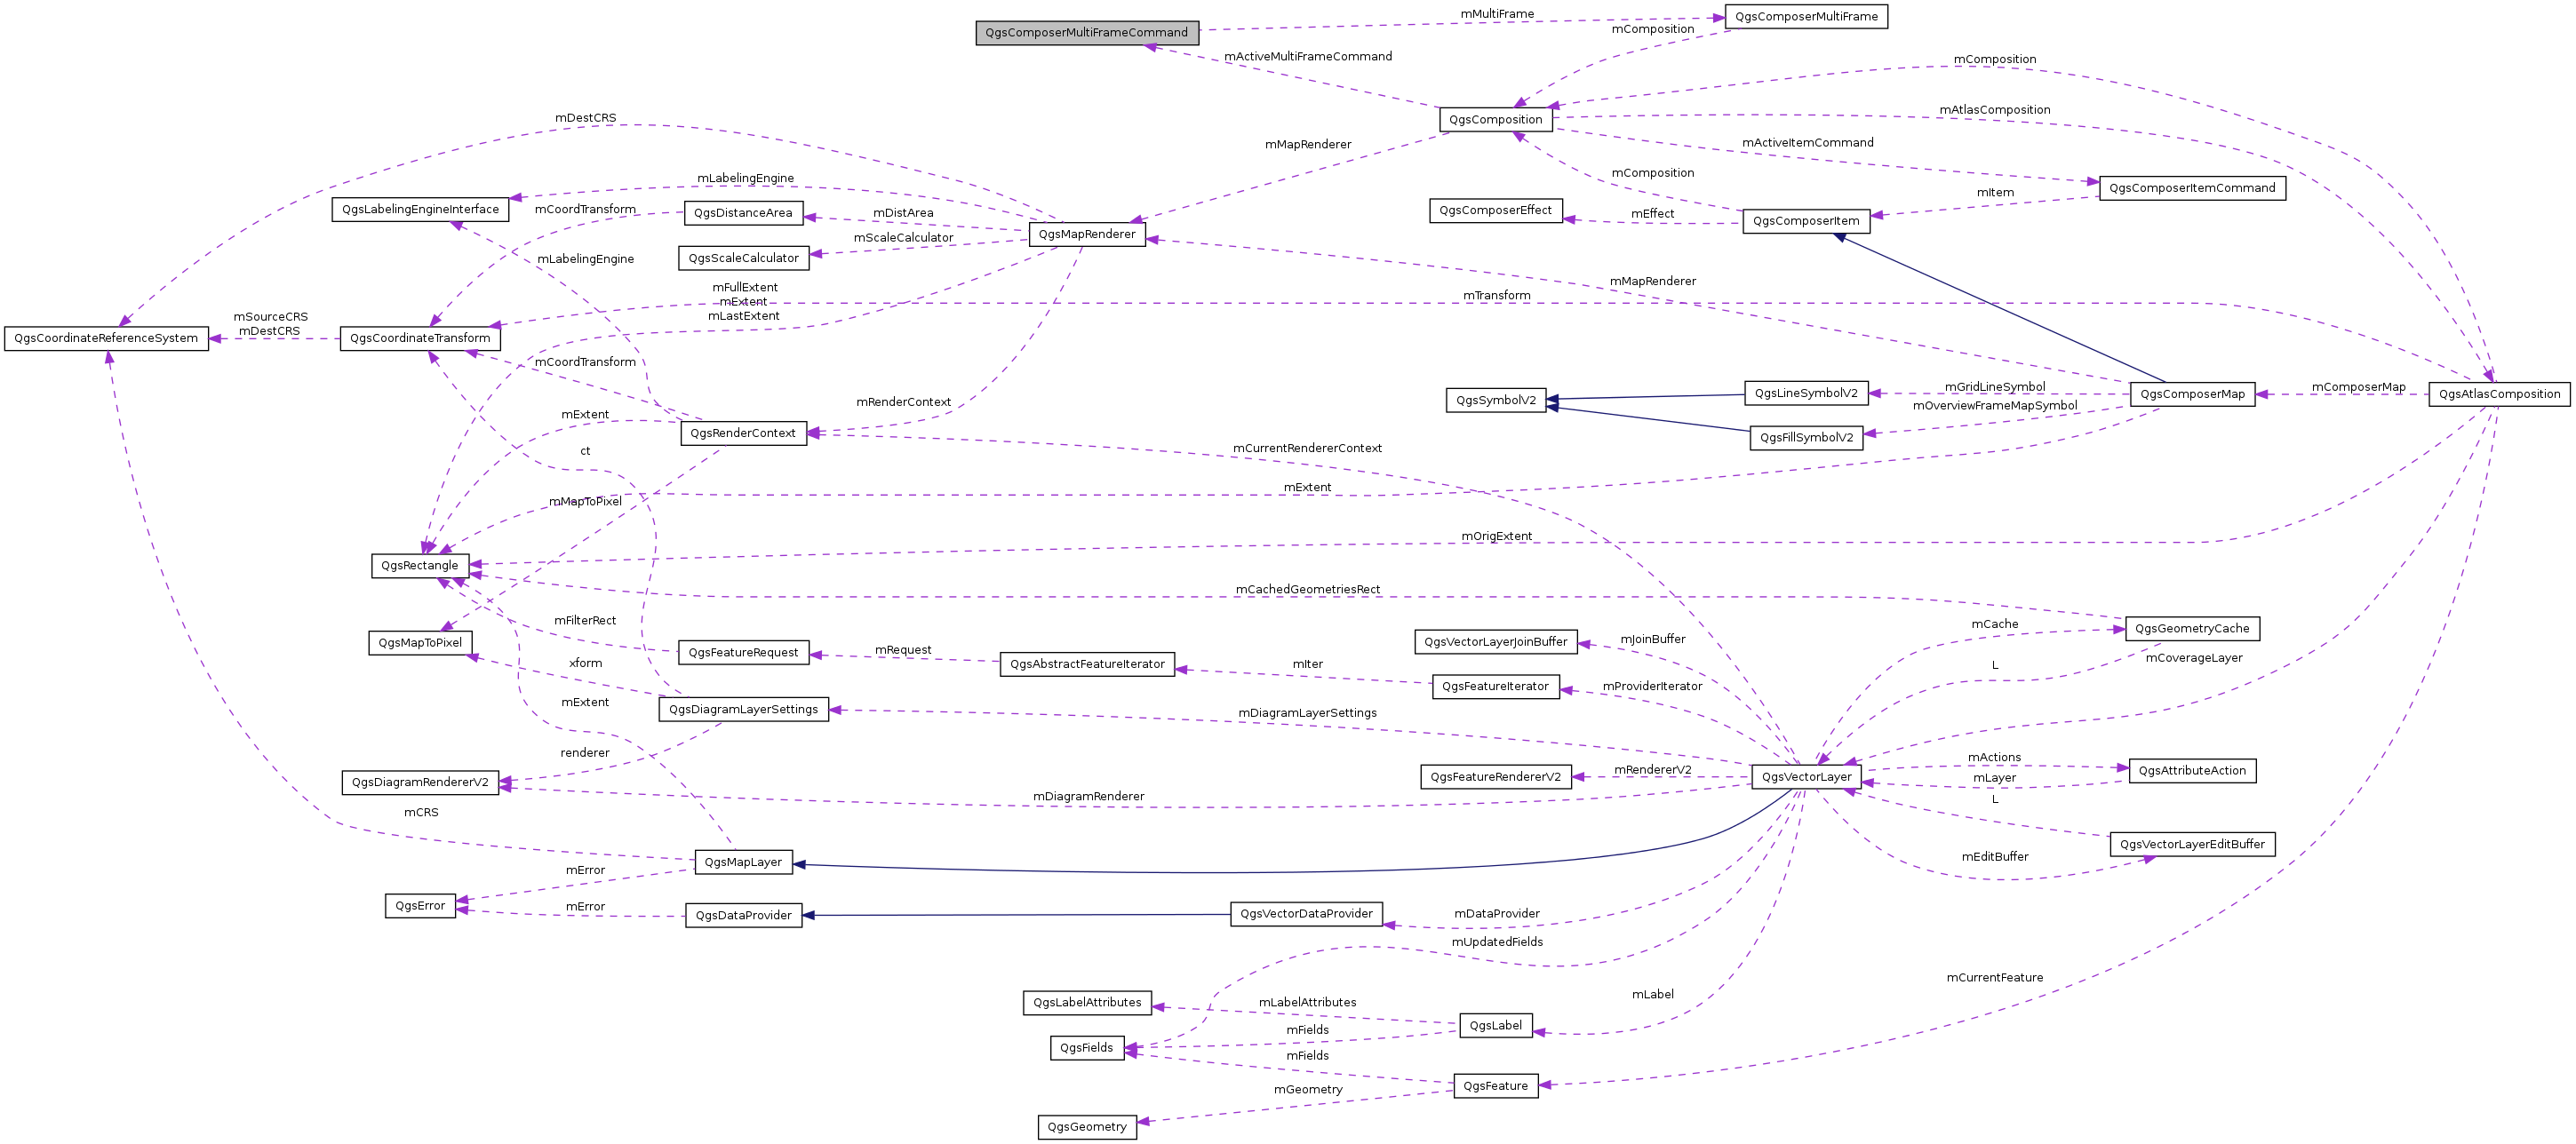 mMultiFrame
QgsComposerMultiFrame
QgsComposerMultiFrameCommand
mComposition
mActiveMultiFrameCommand
mComposition
mAtlasComposition
mDestCRS
QgsComposition
mMapRenderer
mActiveItemCommand
mLabelingEngine
mComposition
QgsComposerItemCommand
mItem
QgsLabelingEngineInterface
mCoordTransform
QgsDistanceArea
mDistArea
QgsComposerEffect
mEffect
QgsComposerItem
QgsMapRenderer
mScaleCalculator
mLabelingEngine
QgsScaleCalculator
mFullExtent
mExtent
mLastExtent
mMapRenderer
mTransform
mSourceCRS
mDestCRS
QgsCoordinateReferenceSystem
QgsCoordinateTransform
mCoordTransform
mRenderContext
QgsSymbolV2
QgsLineSymbolV2
mGridLineSymbol
QgsComposerMap
mComposerMap
QgsAtlasComposition
mOverviewFrameMapSymbol
mExtent
QgsRenderContext
QgsFillSymbolV2
ct
mCurrentRendererContext
mMapToPixel
mExtent
mOrigExtent
QgsRectangle
mCachedGeometriesRect
mFilterRect
mCache
QgsGeometryCache
QgsMapToPixel
QgsFeatureRequest
mRequest
QgsVectorLayerJoinBuffer
mJoinBuffer
xform
QgsAbstractFeatureIterator
mIter
L
mCoverageLayer
QgsFeatureIterator
mProviderIterator
mExtent
QgsDiagramLayerSettings
mDiagramLayerSettings
renderer
mActions
QgsDiagramRendererV2
QgsFeatureRendererV2
mRendererV2
QgsVectorLayer
mLayer
QgsAttributeAction
mDiagramRenderer
L
mCRS
QgsMapLayer
QgsVectorLayerEditBuffer
mEditBuffer
mError
QgsError
mError
QgsDataProvider
QgsVectorDataProvider
mDataProvider
mUpdatedFields
mCurrentFeature
mLabel
QgsLabelAttributes
mLabelAttributes
QgsLabel
mFields
QgsFields
mFields
QgsFeature
mGeometry
QgsGeometry